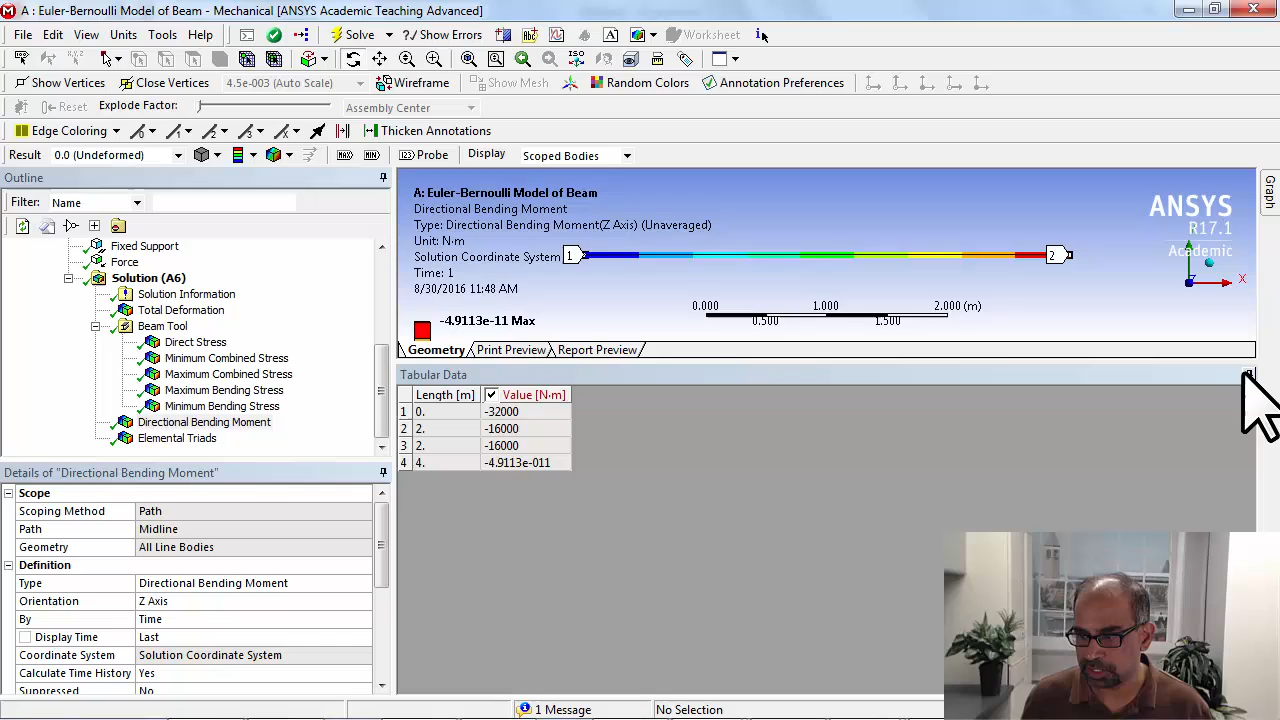 A : Euler-Bernoulli Model of Beam - Mechanical [ANSYS Academic Teaching Advanced]
File Edit View Units Tools Help Solve Show Errors Worksheet
Show Vertices Close Vertices 4.5e-003 (Auto Scale) Wireframe Show Mesh Random Colors Annotation Preferences
Reset Explode Factor: Assembly Center
Edge Coloring Thicken Annotations
Result 0.0 (Undeformed) MAX MIN Probe Display Scoped Bodies
Outline
Filter: Name
Fixed Support
Force
Solution (A6)
Solution Information
Total Deformation
Beam Tool
Direct Stress
Minimum Combined Stress
Maximum Combined Stress
Maximum Bending Stress
Minimum Bending Stress
Directional Bending Moment
Elemental Triads
Details of "Directional Bending Moment"
Scope
Scoping Method Path
Path Midline
Geometry All Line Bodies
Definition
Type Directional Bending Moment
Orientation Z Axis
By Time
Display Time Last
Coordinate System Solution Coordinate System
Calculate Time History Yes
Suppressed No
A: Euler-Bernoulli Model of Beam
Directional Bending Moment
Type: Directional Bending Moment(Z Axis) (Unaveraged)
Unit: N·m
Solution Coordinate System
Time: 1
8/30/2016 11:48 AM
-4.9113e-11 Max
1
2
0.000 1.000 2.000 (m)
0.500 1.500
ANSYS
R17.1
Academic
X
Graph
Geometry Print Preview Report Preview
Tabular Data
Length [m] Value [N·m]
1 0. -32000
2 2. -16000
3 2. -16000
4 4. -4.9113e-011
1 Message No Selection